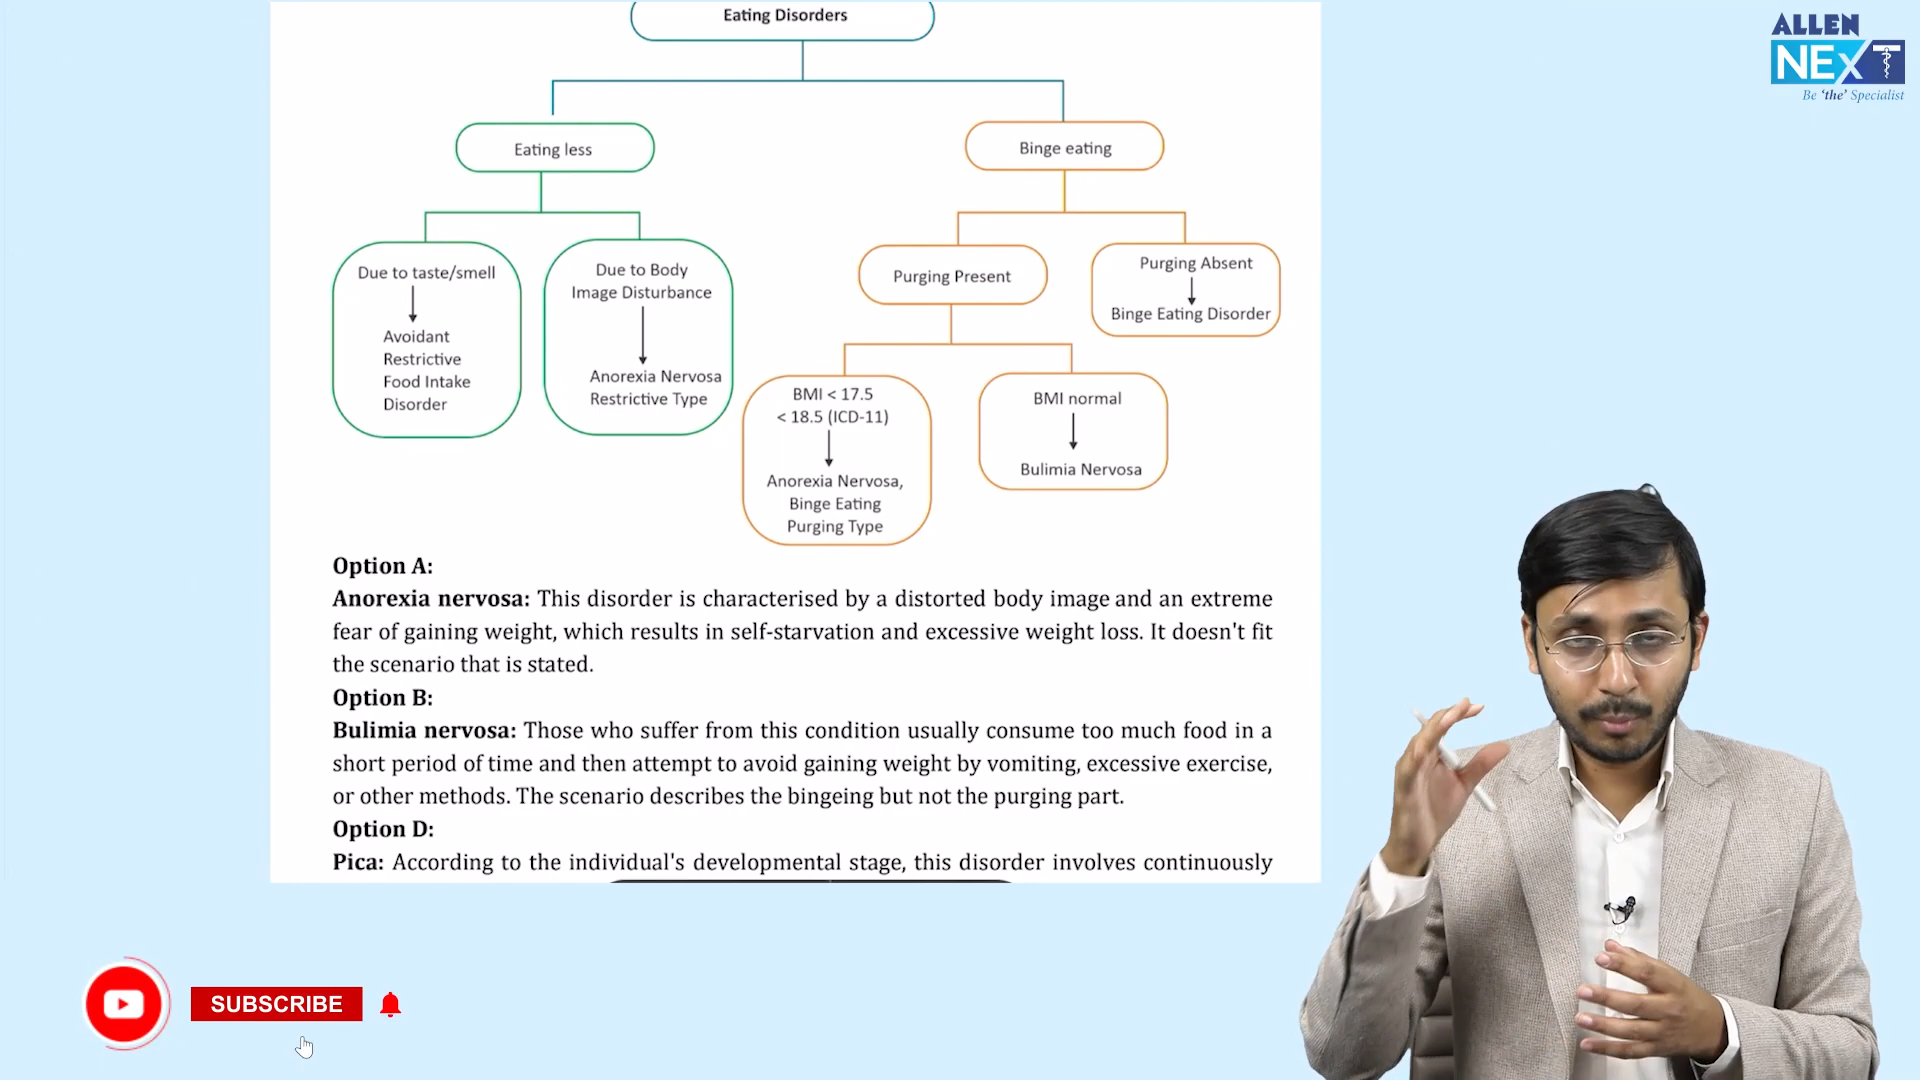 Eating Disorders
Eating less
Binge eating
Due to taste/smell
Avoidant
Restrictive
Food Intake
Disorder
Due to Body
Image Disturbance
Anorexia Nervosa
Restrictive Type
Purging Present
Purging Absent
Binge Eating Disorder
BMI < 17.5
< 18.5 (ICD-11)
Anorexia Nervosa,
Binge Eating
Purging Type
BMI normal
Bulimia Nervosa
Option A:
Anorexia nervosa: This disorder is characterised by a distorted body image and an extreme
fear of gaining weight, which results in self-starvation and excessive weight loss. It doesn't fit
the scenario that is stated.
Option B:
Bulimia nervosa: Those who suffer from this condition usually consume too much food in a
short period of time and then attempt to avoid gaining weight by vomiting, excessive exercise,
or other methods. The scenario describes the bingeing but not the purging part.
Option D:
Pica: According to the individual's developmental stage, this disorder involves continuously
ALLEN
NEXT
Be 'the' Specialist
SUBSCRIBE